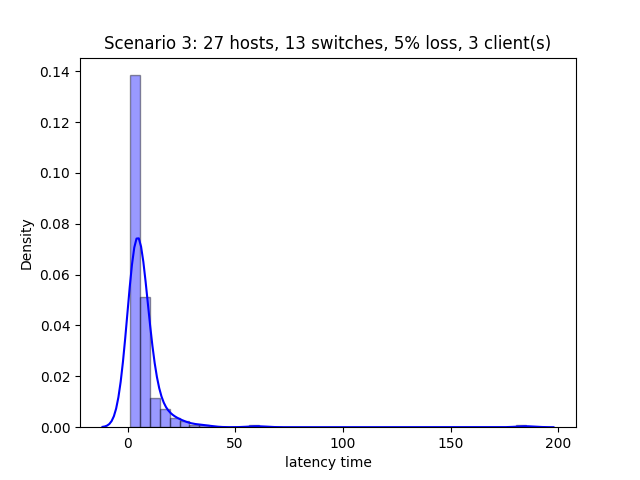 Scenario 3: 27 hosts, 13 switches, 5% loss, 3 client(s)
0.14
0.12
0.10
0.08
0.06
0.04
0.02
0.00
Density
0 50 100 150 200
latency time